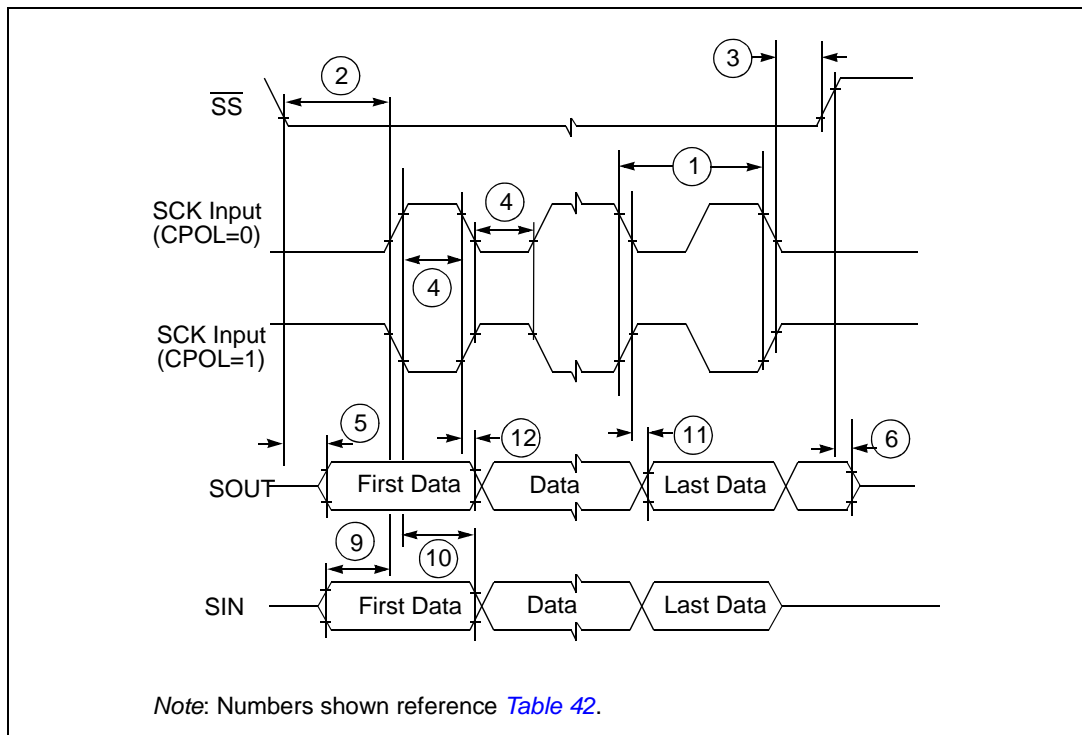 3
2
SS
1
4
SCK Input
(CPOL=0)
4
SCK Input
(CPOL=1)
5
12
11
6
SOUT
First Data
Data
Last Data
9
10
SIN
First Data
Data
Last Data
Note: Numbers shown reference Table 42.